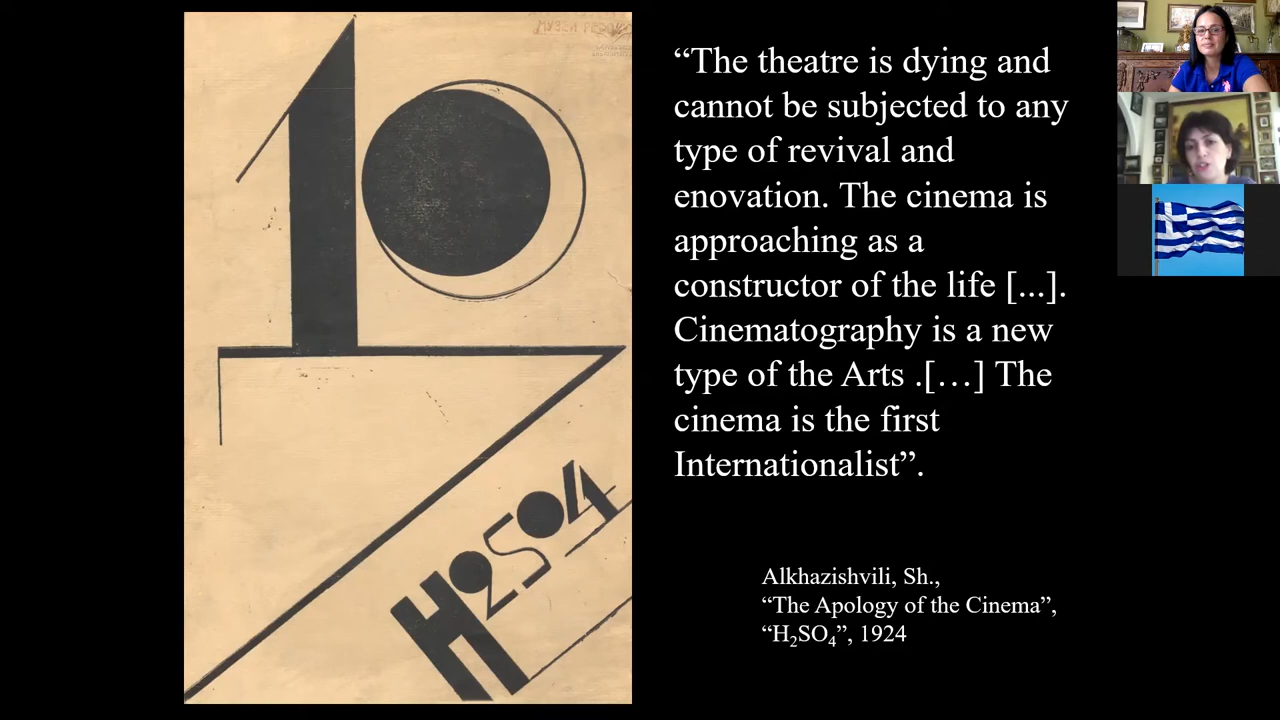 10
H2SO4
“The theatre is dying and
cannot be subjected to any
type of revival and
enovation. The cinema is
approaching as a
constructor of the life [...].
Cinematography is a new
type of the Arts .[…] The
cinema is the first
Internationalist”.
Alkhazishvili, Sh.,
“The Apology of the Cinema”,
“H₂SO₄”, 1924